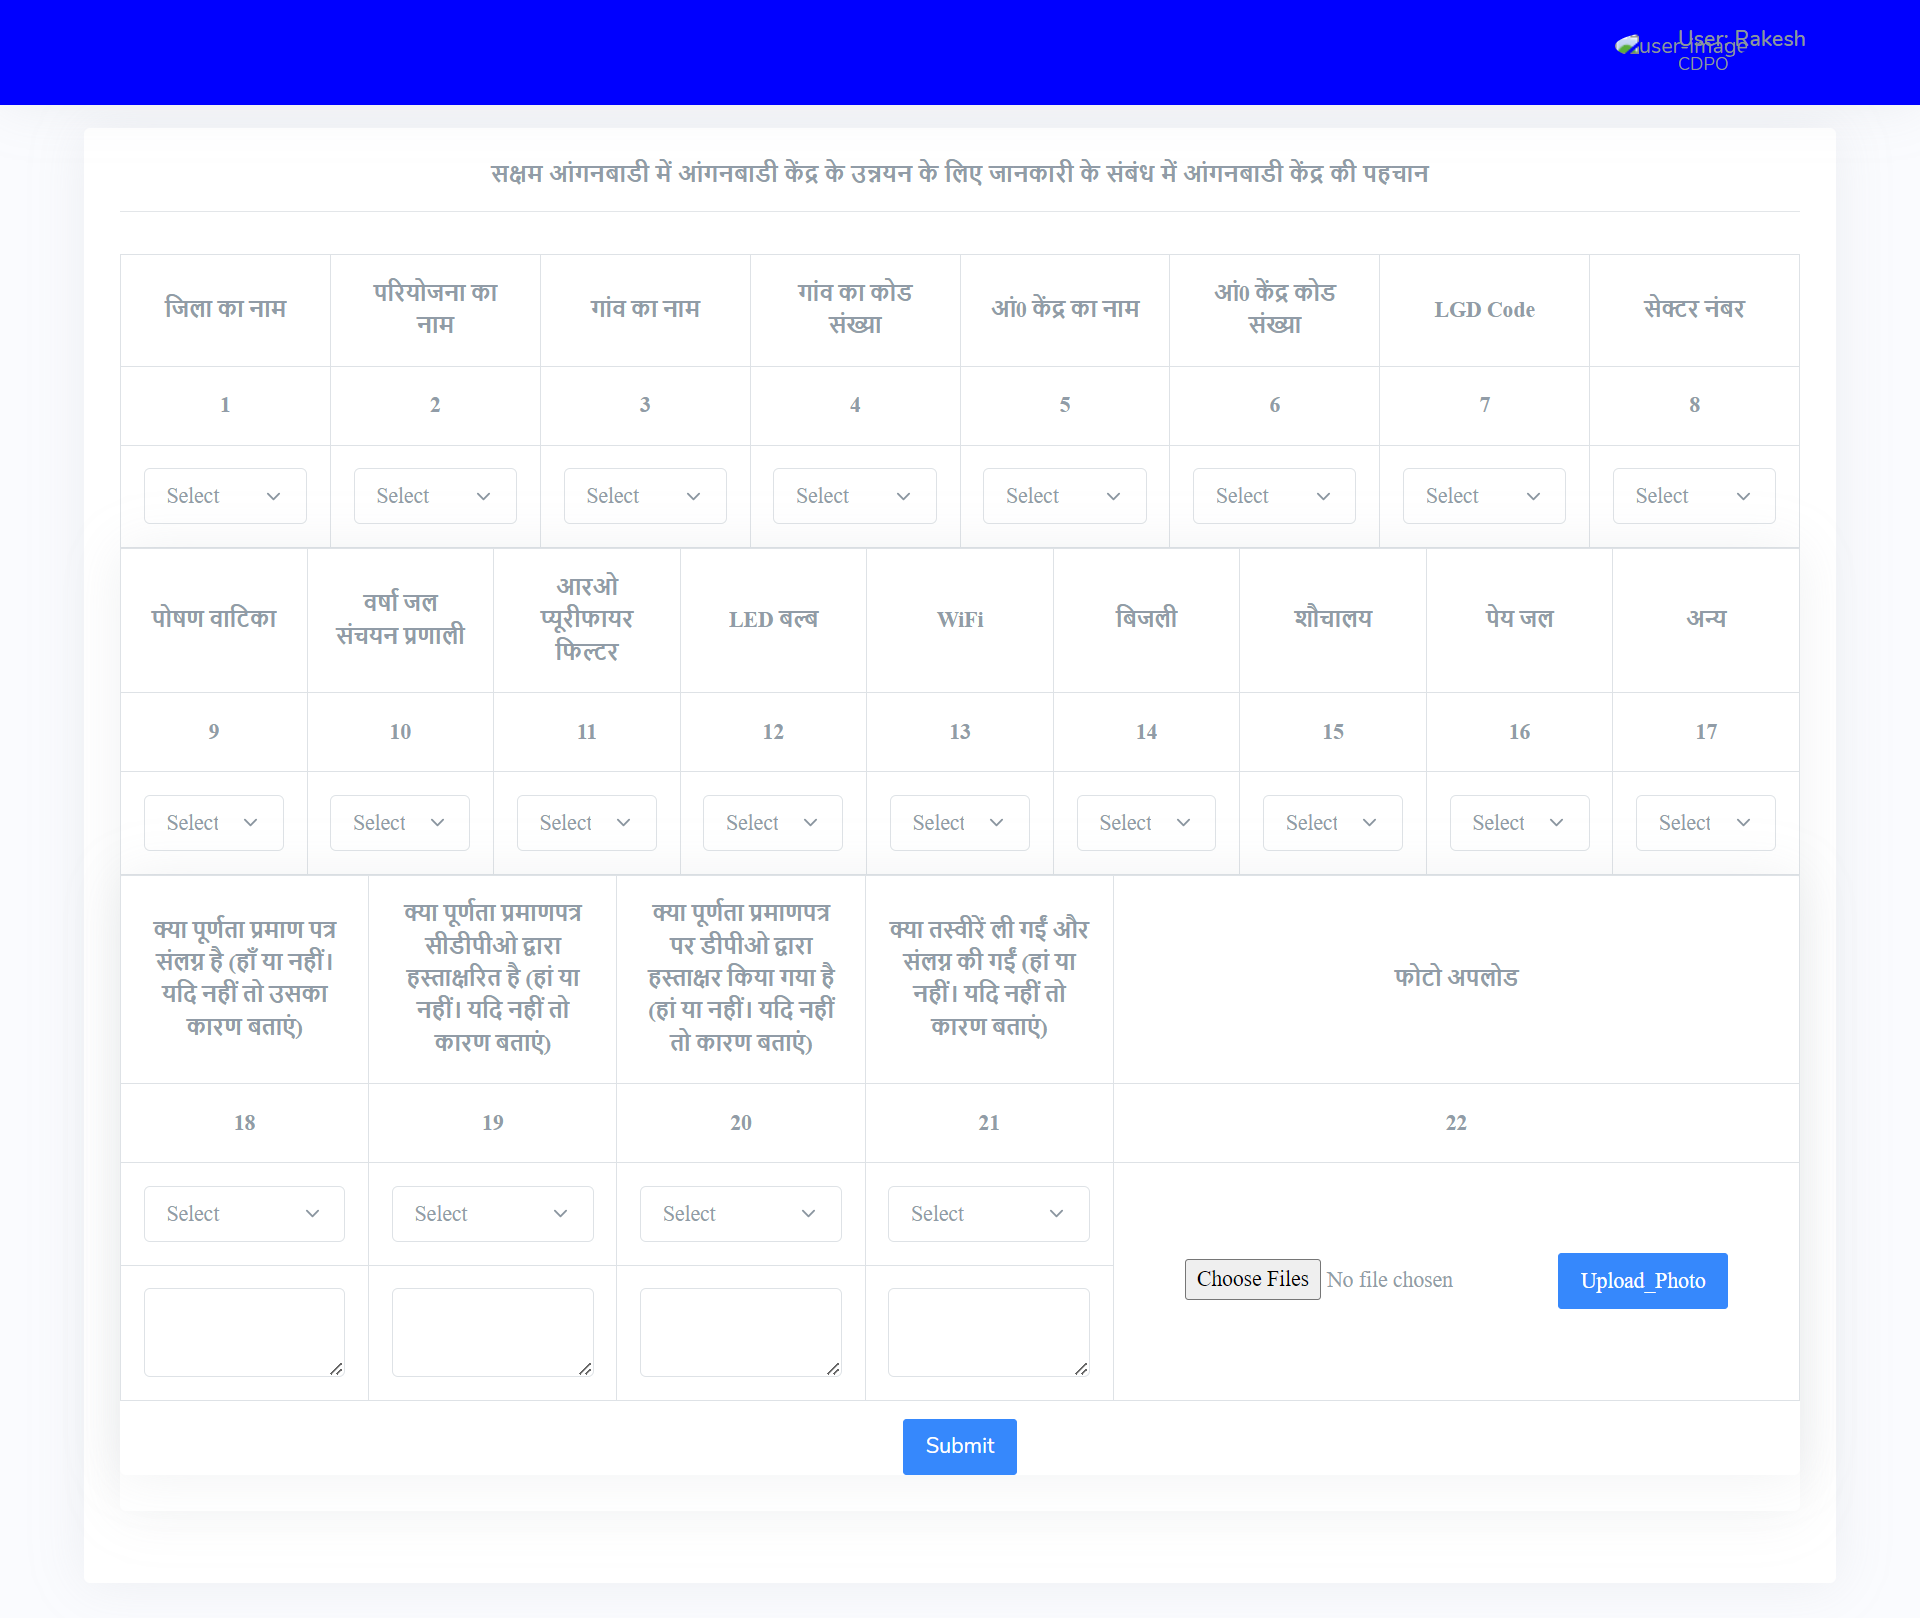 user-image
User: Rakesh
CDPO
सक्षम आंगनबाडी में आंगनबाडी केंद्र के उन्नयन के लिए जानकारी के संबंध में आंगनबाडी केंद्र की पहचान
जिला का नाम
परियोजना का
नाम
गांव का नाम
गांव का कोड
संख्या
आं0 केंद्र का नाम
आं0 केंद्र कोड
संख्या
LGD Code
सेक्टर नंबर
1 2 3 4 5 6 7 8
Select Select Select Select Select Select Select Select
पोषण वाटिका
वर्षा जल
संचयन प्रणाली
आरओ
प्यूरीफायर
फिल्टर
LED बल्ब
WiFi
बिजली
शौचालय
पेय जल
अन्य
9 10 11 12 13 14 15 16 17
Select Select Select Select Select Select Select Select Select
क्या पूर्णता प्रमाण पत्र
संलग्न है (हाँ या नहीं।
यदि नहीं तो उसका
कारण बताएं)
क्या पूर्णता प्रमाणपत्र
सीडीपीओ द्वारा
हस्ताक्षरित है (हां या
नहीं। यदि नहीं तो
कारण बताएं)
क्या पूर्णता प्रमाणपत्र
पर डीपीओ द्वारा
हस्ताक्षर किया गया है
(हां या नहीं। यदि नहीं
तो कारण बताएं)
क्या तस्वीरें ली गईं और
संलग्न की गईं (हां या
नहीं। यदि नहीं तो
कारण बताएं)
फोटो अपलोड
18 19 20 21 22
Select Select Select Select
Choose Files No file chosen
Upload_Photo
Submit